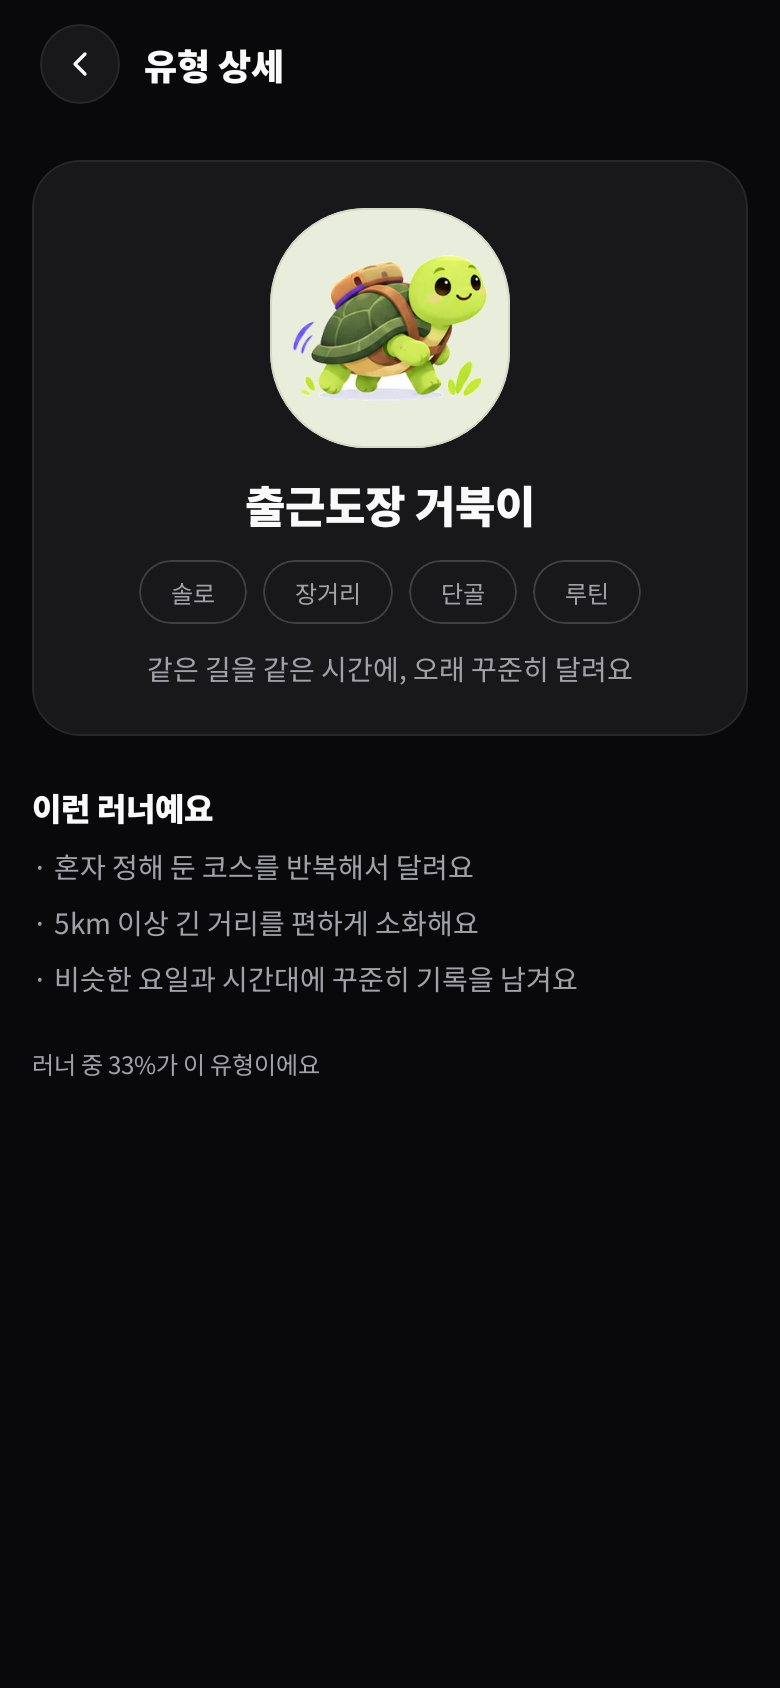 유형 상세
출근도장 거북이
솔로 장거리 단골 루틴
같은 길을 같은 시간에, 오래 꾸준히 달려요
이런 러너예요
· 혼자 정해 둔 코스를 반복해서 달려요
· 5km 이상 긴 거리를 편하게 소화해요
· 비슷한 요일과 시간대에 꾸준히 기록을 남겨요
러너 중 33%가 이 유형이에요